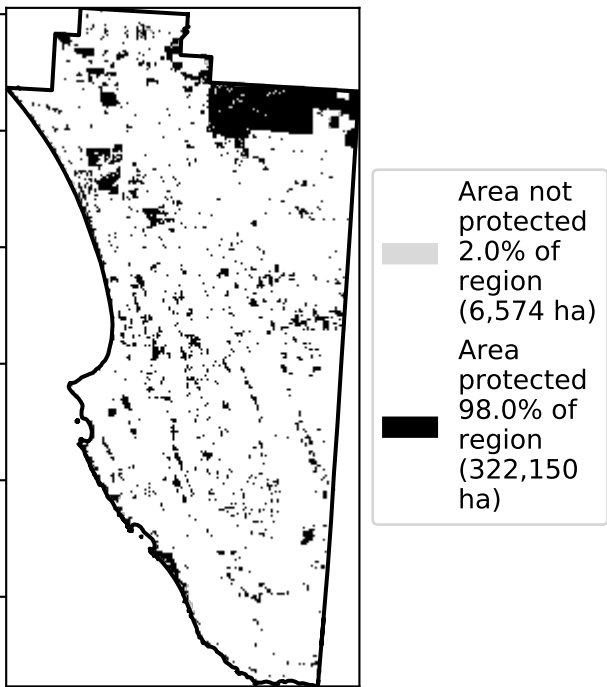 Area not
protected
2.0% of
region
(6,574 ha)
Area
protected
98.0% of
region
(322,150
ha)